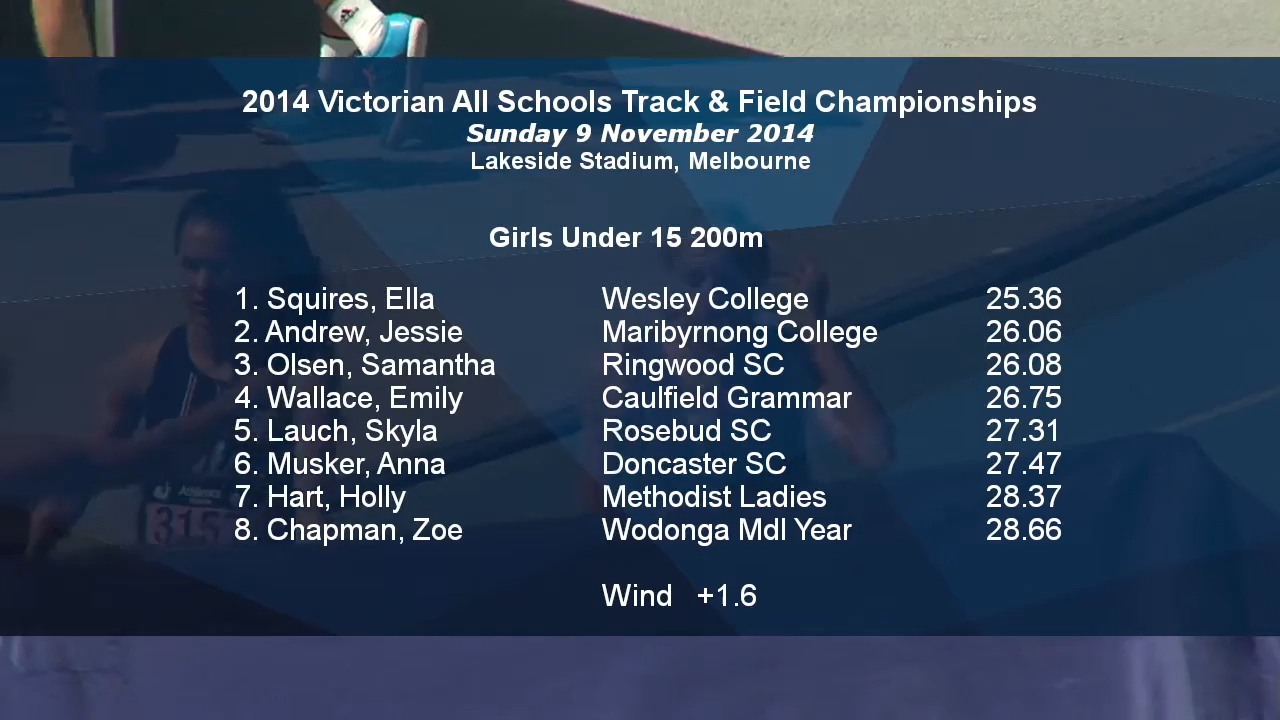 2014 Victorian All Schools Track & Field Championships
Sunday 9 November 2014
Lakeside Stadium, Melbourne
Girls Under 15 200m
1. Squires, Ella Wesley College 25.36
2. Andrew, Jessie Maribyrnong College 26.06
3. Olsen, Samantha Ringwood SC 26.08
4. Wallace, Emily Caulfield Grammar 26.75
5. Lauch, Skyla Rosebud SC 27.31
6. Musker, Anna Doncaster SC 27.47
7. Hart, Holly Methodist Ladies 28.37
8. Chapman, Zoe Wodonga Mdl Year 28.66
Wind +1.6
Athletics
315